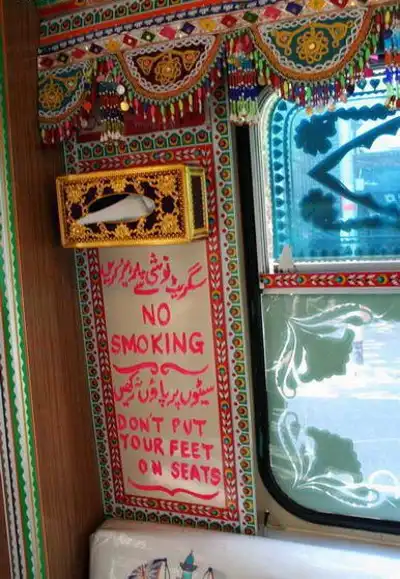 سگریٹ نوشی سے پرہیز کریں
NO
SMOKING
سیٹوں پر پاؤں نہ رکھیں
DON'T PUT
YOUR FEET
ON SEATS